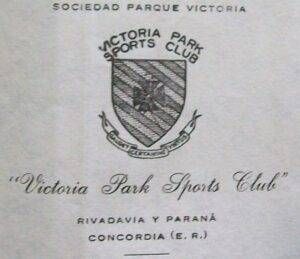 SOCIEDAD PARQUE VICTORIA
VICTORIA PARK
SPORTS CLUB
"Victoria Park Sports Club"
RIVADAVIA Y PARANÁ
CONCORDIA (E. R.)